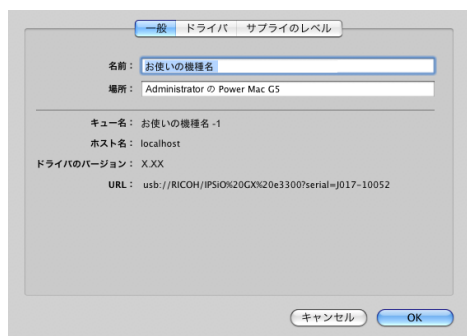 一般 ドライバ サプライのレベル
名前： お使いの機種名
場所： Administrator の Power Mac G5
キュー名： お使いの機種名 -1
ホスト名： localhost
ドライバのバージョン： X.XX
URL： usb://RICOH/IPSiO%20GX%20e3300?serial=J017-10052
キャンセル OK